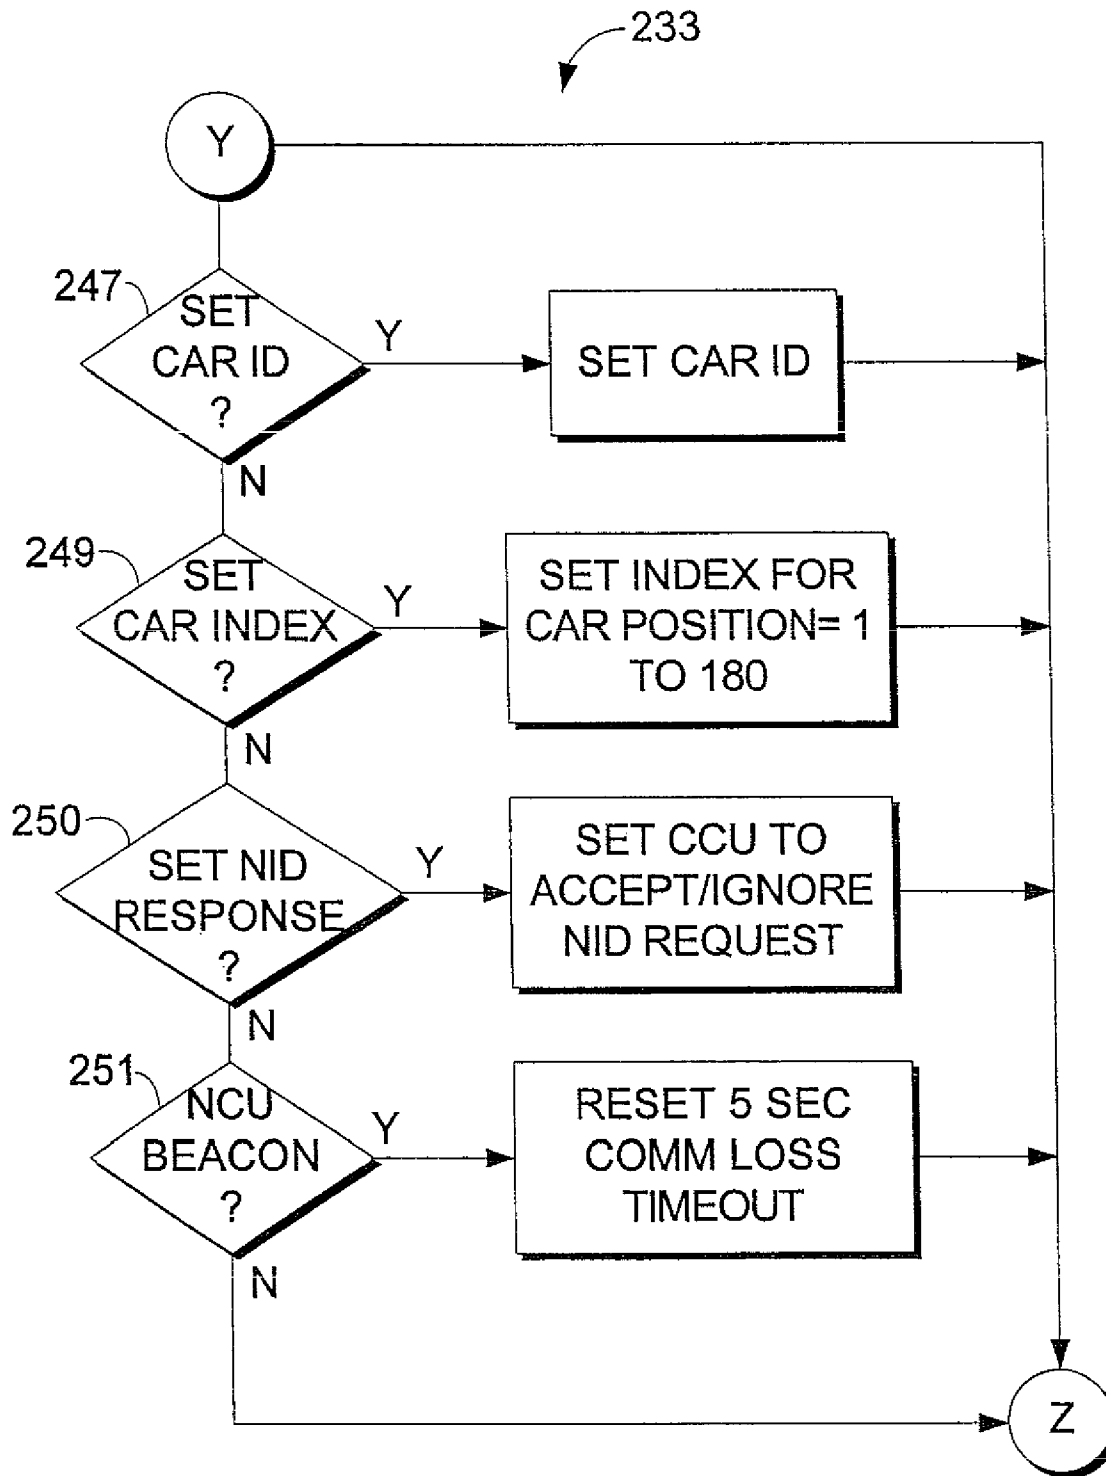 233
Y
247
SET
CAR ID
?
Y
SET CAR ID
N
249
SET
CAR INDEX
?
Y
SET INDEX FOR
CAR POSITION= 1
TO 180
N
250
SET NID
RESPONSE
?
Y
SET CCU TO
ACCEPT/IGNORE
NID REQUEST
N
251
NCU
BEACON
?
Y
RESET 5 SEC
COMM LOSS
TIMEOUT
N
Z